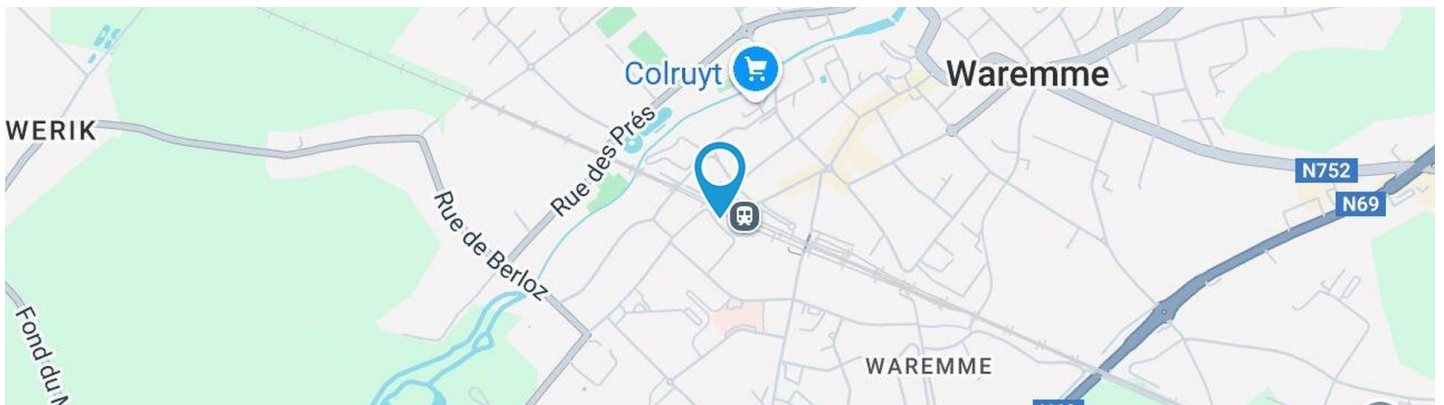 Colruyt
Waremme
WERIK
Rue des Prés
N752
N69
Rue de Berloz
Fond du
WAREMME